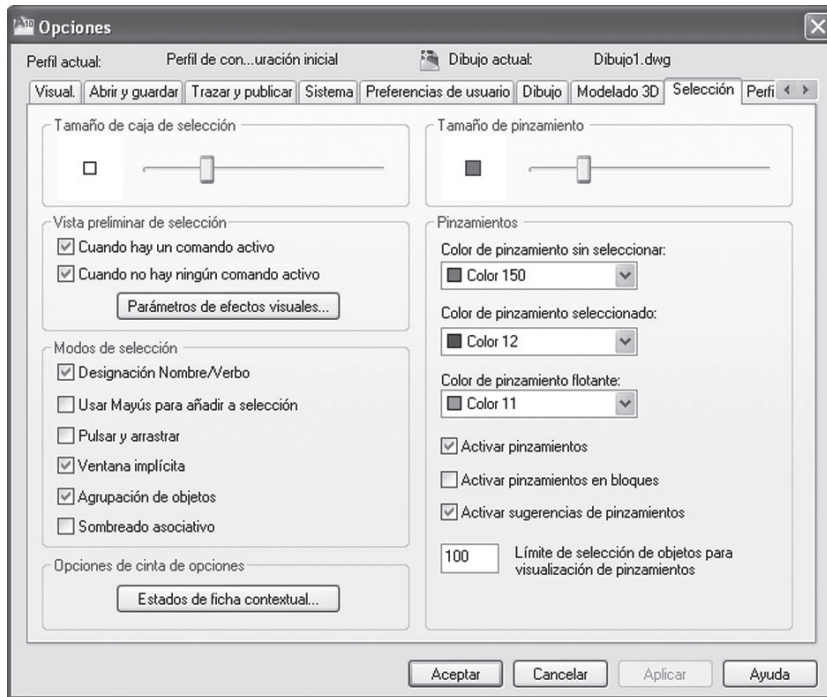 Opciones
Perfil actual: Perfil de con...uración inicial Dibujo actual: Dibujo1.dwg
Visual. Abrir y guardar Trazar y publicar Sistema Preferencias de usuario Dibujo Modelado 3D Selección Perfi
Tamaño de caja de selección
Vista preliminar de selección
Cuando hay un comando activo
Cuando no hay ningún comando activo
Parámetros de efectos visuales...
Modos de selección
Designación Nombre/Verbo
Usar Mayús para añadir a selección
Pulsar y arrastrar
Ventana implícita
Agrupación de objetos
Sombreado asociativo
Opciones de cinta de opciones
Estados de ficha contextual...
Tamaño de pinzamiento
Pinzamientos
Color de pinzamiento sin seleccionar:
Color 150
Color de pinzamiento seleccionado:
Color 12
Color de pinzamiento flotante:
Color 11
Activar pinzamientos
Activar pinzamientos en bloques
Activar sugerencias de pinzamientos
100 Límite de selección de objetos para
visualización de pinzamientos
Aceptar Cancelar Aplicar Ayuda